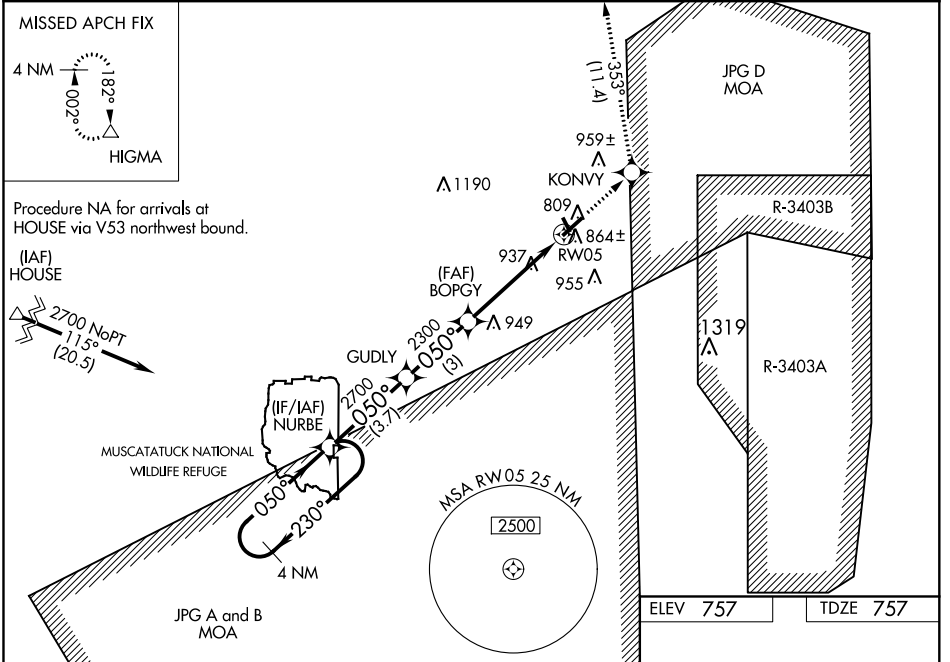 MISSED APCH FIX
4 NM
182°
002°
HIGMA
Procedure NA for arrivals at
HOUSE via V53 northwest bound.
(IAF)
HOUSE
2700 NoPT
115°
(20.5)
353°
(11.4)
JPG D
MOA
959±
1190
KONVY
809
864±
RW05
937
955
R-3403B
(FAF)
BOPGY
949
2300
050°
(3)
GUDLY
2700
050°
(3.7)
1319
R-3403A
(IF/IAF)
NURBE
MUSCATATUCK NATIONAL
WILDLIFE REFUGE
050°
230°
4 NM
MSA RW05 25 NM
2500
JPG A and B
MOA
ELEV 757
TDZE 757